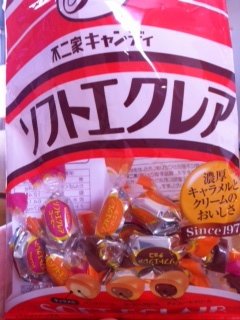 不二家キャンディ
ソフトエクレア
濃厚
キャラメルと
クリームの
おいしさ
Since 197